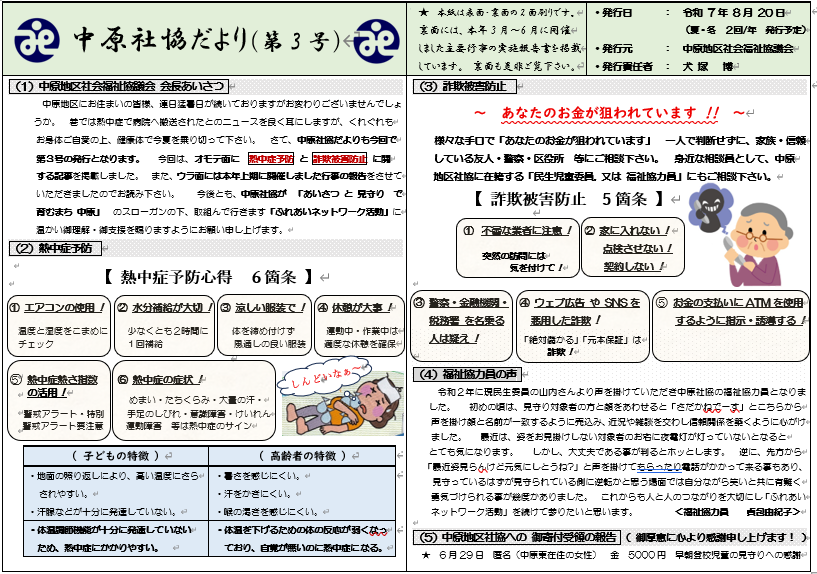 中原社協だより(第3号)
★ 本紙は表面・裏面の2面刷りです。
裏面には、本年3月~6月に開催
しました主要行事の実施報告書を掲載
しています。 裏面も是非ご覧下さい。
・発行日 : 令和7年8月20日
(夏・冬 2回/年 発行予定)
・発行元 : 中原地区社会福祉協議会
・発行責任者 : 犬塚 博
(1) 中原地区社会福祉協議会 会長あいさつ
中原地区にお住まいの皆様、連日猛暑日が続いておりますがお変わりございませんでしょ
うか。 巷では熱中症で病院へ搬送されたとのニュースを良く耳にしますが、くれぐれも
お身体ご自愛の上、健康体で今夏を乗り切って下さい。 さて、中原社協だよりも今回で
第3号の発行となります。 今回は、オモテ面に 熱中症予防 と 詐欺被害防止 に関
する記事を掲載しました。 また、ウラ面には本年上期に開催しました行事の報告をさせて
いただきましたのでお読み下さい。 今後とも、中原社協が 「あいさつ と 見守り で
育むまち 中原」 のスローガンの下、取組んで行きます「ふれあいネットワーク活動」に
温かい御理解・御支援を賜りますようにお願い申し上げます。
(2) 熱中症予防
【 熱中症予防心得 6箇条 】
① エアコンの使用!
温度と湿度をこまめに
チェック
② 水分補給が大切!
少なくとも2時間に
1回補給
③ 涼しい服装で!
体を締め付けず
風通しの良い服装
④ 休憩が大事!
運動中・作業中は
適度な休憩を確保
⑤ 熱中症暑さ指数
の活用!
警戒アラート・特別
警戒アラート要注意
⑥ 熱中症の症状!
めまい・たちくらみ・大量の汗・
手足のしびれ・意識障害・けいれん
運動障害 等は熱中症のサイン
しんどいなぁ~
( 子どもの特徴 )
・地面の照り返しにより、高い温度にさら
されやすい。
・汗腺などが十分に発達していない。
・体温調節機能が十分に発達していない
ため、熱中症にかかりやすい。
( 高齢者の特徴 )
・暑さを感じにくい。
・汗をかきにくい。
・喉の渇きを感じにくい。
・体温を下げるための体の反応が弱くなっ
ており、自覚が無いのに熱中症になる。
(3) 詐欺被害防止
~ あなたのお金が狙われています !! ~
様々な手口で「あなたのお金が狙われています」 一人で判断せずに、家族・信頼
している友人・警察・区役所 等にご相談下さい。 身近な相談員として、中原
地区社協に在籍する「民生児童委員、又は 福祉協力員」にもご相談下さい。
【 詐欺被害防止 5箇条 】
① 不審な業者に注意!
突然の訪問には
気を付けて!
② 家に入れない!
点検させない!
契約しない!
③ 警察・金融機関・
税務署 を名乗る
人は疑え!
④ ウェブ広告 や SNSを
悪用した詐欺!
「絶対儲かる」「元本保証」は
詐欺!
⑤ お金の支払いにATMを使用
するように指示・誘導する!
(4) 福祉協力員の声
令和2年に現民生委員の山内さんより声を掛けていただき中原社協の福祉協力員となりま
した。 初めの頃は、見守り対象者の方と顔をあわせると「さだかねでーす」とこちらから
声を掛け顔と名前が一致するように売込み、近況や雑談を交わし信頼関係を築くように心がけ
ました。 最近は、姿をお見掛けしない対象者のお宅に夜電灯が灯っていないとなると
とても気になります。 しかし、大丈夫である事が判るとホッとします。 逆に、先方から
「最近姿見らんけど元気にしとうね?」と声を掛けてもらったり電話がかかって来る事もあり、
見守っているはずが見守られている側に逆転かと思う場面では自分ながら笑いと共に有難く
勇気づけられる事が幾度かありました。 これからも人と人のつながりを大切にし「ふれあい
ネットワーク活動」を続けて参りたいと思います。 <福祉協力員 貞包由紀子>
(5) 中原地区社協への 御寄付受領の報告 ( 御厚意に心より感謝申し上げます! )
★ 6月29日 匿名(中原東在住の女性) 金 5000円 早朝登校児童の見守りへの感謝